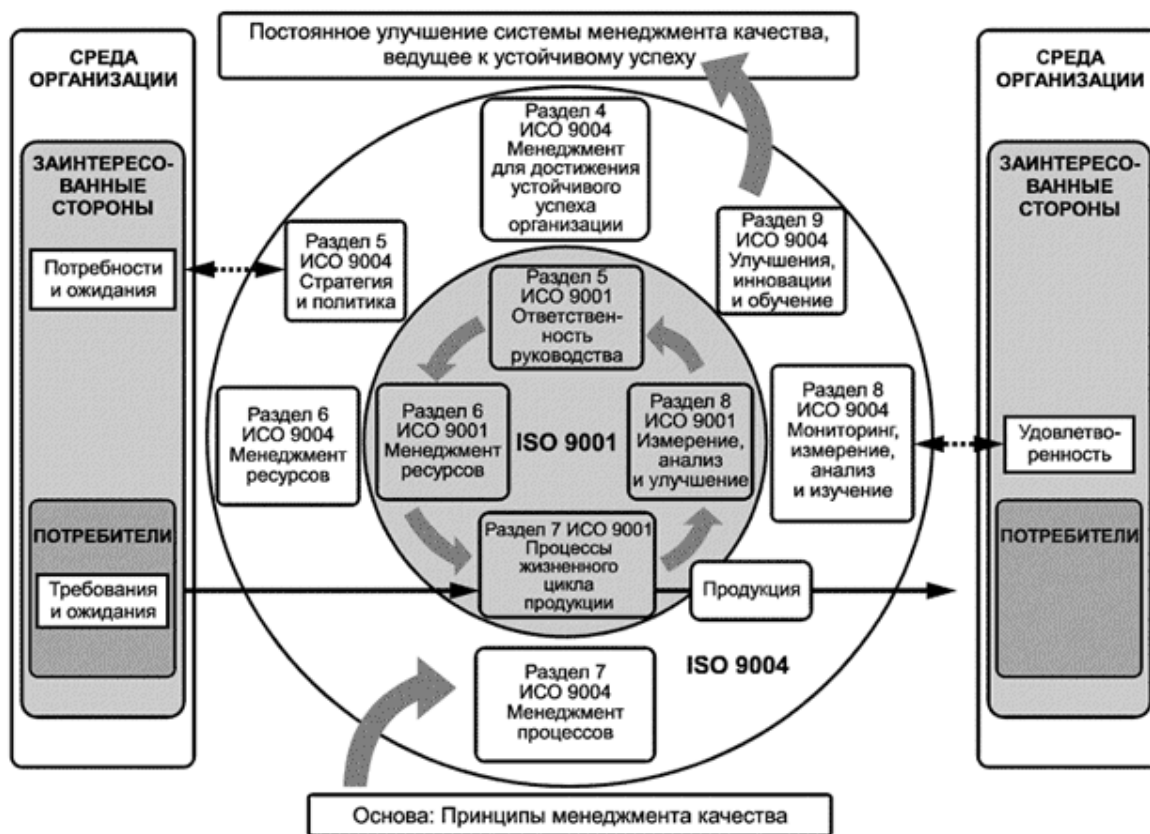 Постоянное улучшение системы менеджмента качества,
ведущее к устойчивому успеху
СРЕДА
ОРГАНИЗАЦИИ
ЗАИНТЕРЕСО-
ВАННЫЕ
СТОРОНЫ
Потребности
и ожидания
ПОТРЕБИТЕЛИ
Требования
и ожидания
Раздел 4
ИСО 9004
Менеджмент
для достижения
устойчивого
успеха
организации
Раздел 5
ИСО 9004
Стратегия
и политика
Раздел 9
ИСО 9004
Улучшения,
инновации
и обучение
Раздел 5
ИСО 9001
Ответствен-
ность
руководства
Раздел 6
ИСО 9004
Менеджмент
ресурсов
Раздел 6
ИСО 9001
Менеджмент
ресурсов
ISO 9001
Раздел 8
ИСО 9001
Измерение,
анализ
и улучшение
Раздел 8
ИСО 9004
Мониторинг,
измерение,
анализ
и изучение
Раздел 7 ИСО 9001
Процессы
жизненного
цикла
продукции
Продукция
ISO 9004
Раздел 7
ИСО 9004
Менеджмент
процессов
СРЕДА
ОРГАНИЗАЦИИ
ЗАИНТЕРЕСО-
ВАННЫЕ
СТОРОНЫ
Удовлетво-
ренность
ПОТРЕБИТЕЛИ
Основа: Принципы менеджмента качества